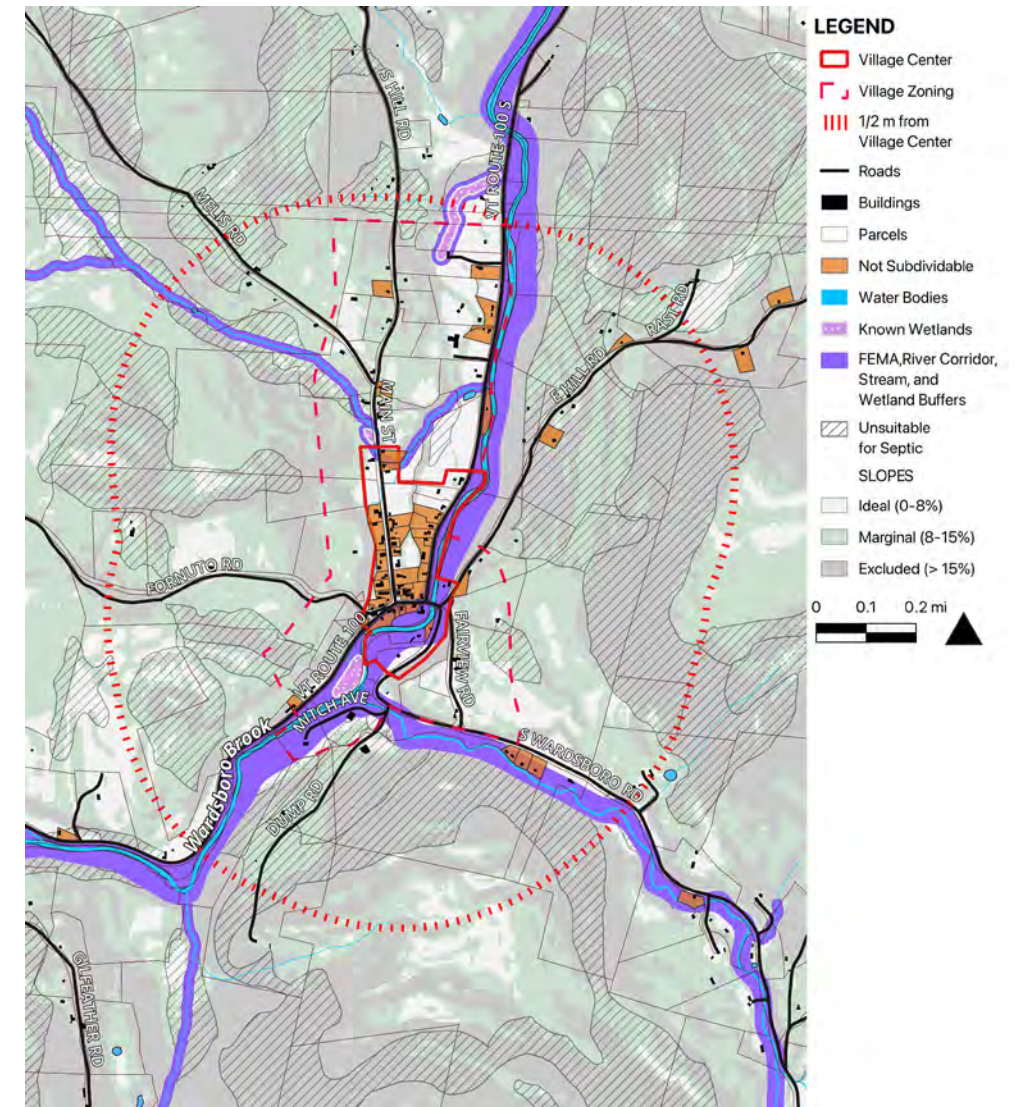 LEGEND
Village Center
Village Zoning
1/2 m from
Village Center
Roads
Buildings
Parcels
Not Subdividable
Water Bodies
Known Wetlands
FEMA,River Corridor,
Stream, and
Wetland Buffers
Unsuitable
for Septic
SLOPES
Ideal (0-8%)
Marginal (8-15%)
Excluded (> 15%)
0 0.1 0.2 mi
S HILL RD
VT ROUTE 100 S
MELIS RD
RAST RD
E HILL RD
MAIN ST
FORNUTO RD
VT ROUTE 100
FAIRVIEW RD
MITCH AVE
Wardsboro Brook
S WARDSBORO RD
DUMP RD
GILFEATHER RD